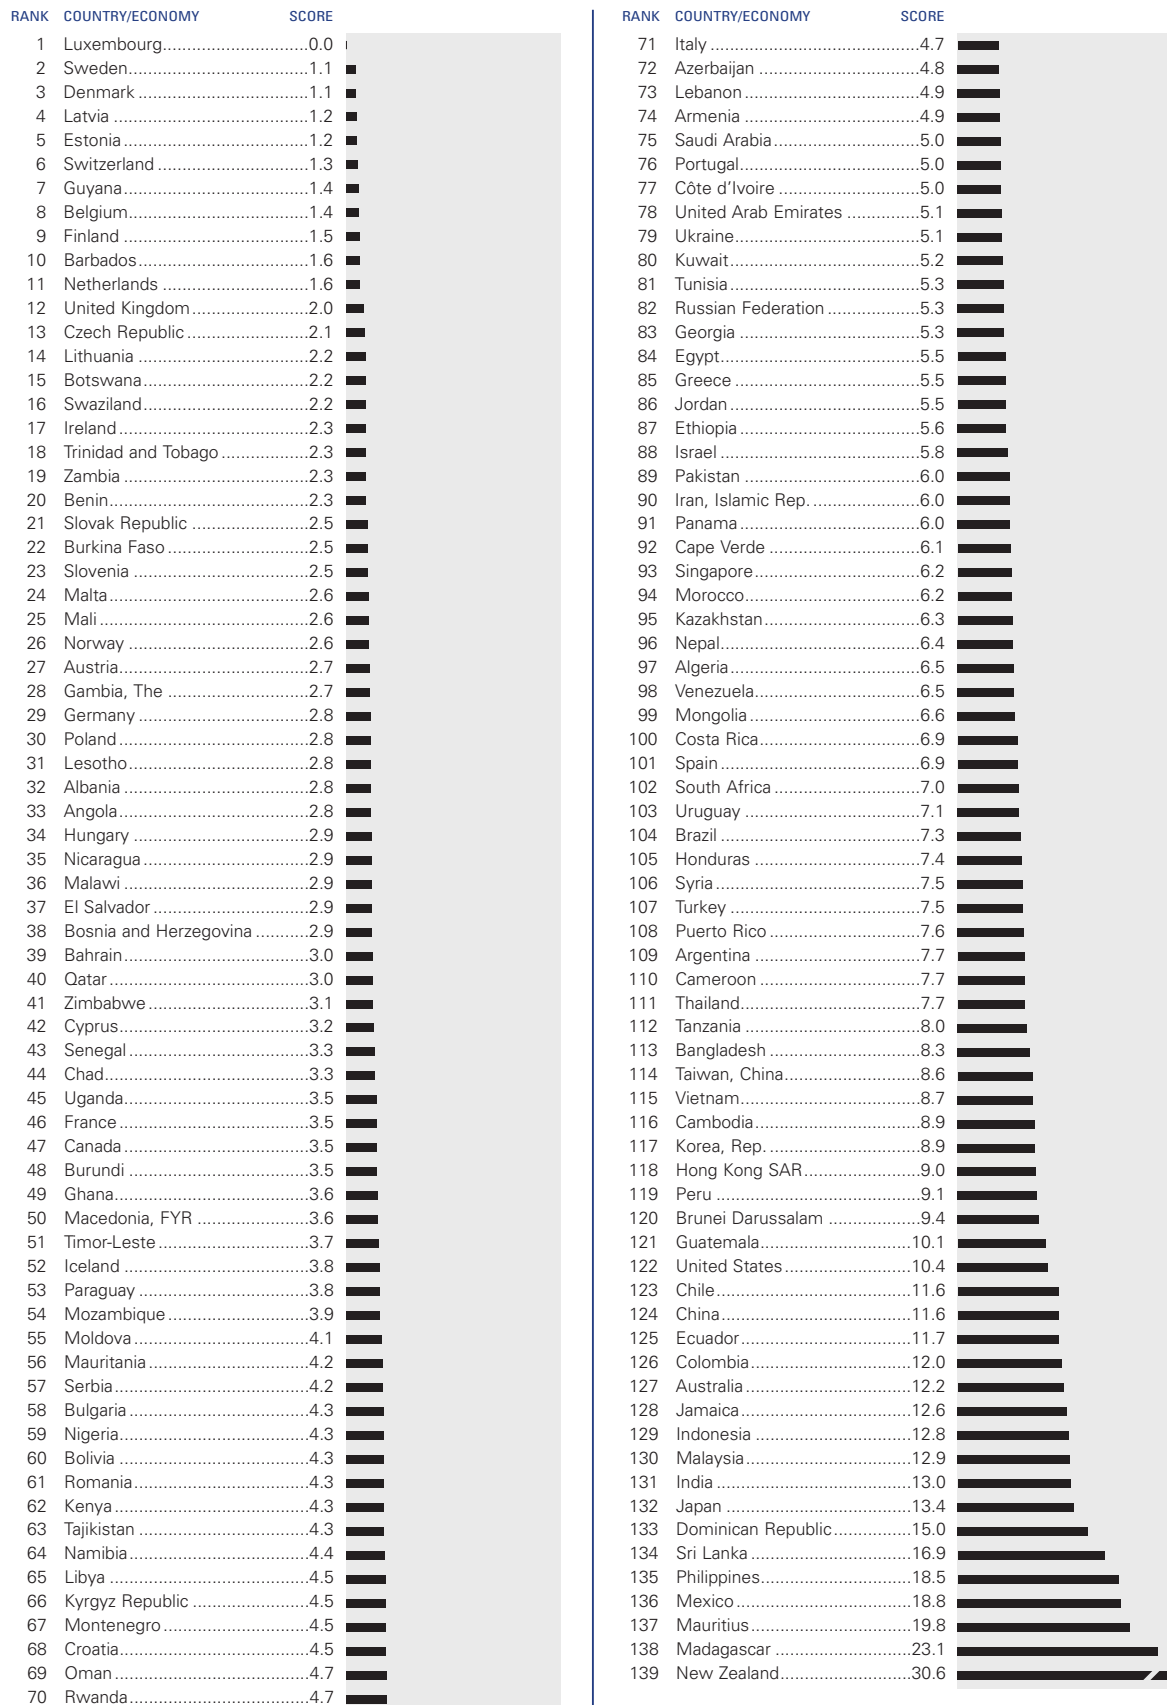 RANK COUNTRY/ECONOMY SCORE
1 Luxembourg..............................0.0
2 Sweden....................................1.1
3 Denmark..................................1.1
4 Latvia......................................1.2
5 Estonia....................................1.2
6 Switzerland..............................1.3
7 Guyana....................................1.4
8 Belgium...................................1.4
9 Finland....................................1.5
10 Barbados.................................1.6
11 Netherlands.............................1.6
12 United Kingdom.......................2.0
13 Czech Republic........................2.1
14 Lithuania.................................2.2
15 Botswana................................2.2
16 Swaziland................................2.2
17 Ireland....................................2.3
18 Trinidad and Tobago.................2.3
19 Zambia...................................2.3
20 Benin......................................2.3
21 Slovak Republic.......................2.5
22 Burkina Faso...........................2.5
23 Slovenia.................................2.5
24 Malta......................................2.6
25 Mali........................................2.6
26 Norway...................................2.6
27 Austria....................................2.7
28 Gambia, The............................2.7
29 Germany.................................2.8
30 Poland....................................2.8
31 Lesotho..................................2.8
32 Albania...................................2.8
33 Angola....................................2.8
34 Hungary..................................2.9
35 Nicaragua................................2.9
36 Malawi....................................2.9
37 El Salvador..............................2.9
38 Bosnia and Herzegovina...........2.9
39 Bahrain...................................3.0
40 Qatar......................................3.0
41 Zimbabwe................................3.1
42 Cyprus....................................3.2
43 Senegal..................................3.3
44 Chad......................................3.3
45 Uganda...................................3.5
46 France....................................3.5
47 Canada...................................3.5
48 Burundi..................................3.5
49 Ghana....................................3.6
50 Macedonia, FYR......................3.6
51 Timor-Leste............................3.7
52 Iceland...................................3.8
53 Paraguay.................................3.8
54 Mozambique............................3.9
55 Moldova..................................4.1
56 Mauritania...............................4.2
57 Serbia.....................................4.2
58 Bulgaria..................................4.3
59 Nigeria....................................4.3
60 Bolivia....................................4.3
61 Romania..................................4.3
62 Kenya.....................................4.3
63 Tajikistan................................4.3
64 Namibia..................................4.4
65 Libya......................................4.5
66 Kyrgyz Republic.......................4.5
67 Montenegro.............................4.5
68 Croatia....................................4.5
69 Oman.....................................4.7
70 Rwanda..................................4.7
RANK COUNTRY/ECONOMY SCORE
71 Italy........................................4.7
72 Azerbaijan...............................4.8
73 Lebanon..................................4.9
74 Armenia..................................4.9
75 Saudi Arabia............................5.0
76 Portugal..................................5.0
77 Côte d’Ivoire...........................5.0
78 United Arab Emirates...............5.1
79 Ukraine...................................5.1
80 Kuwait....................................5.2
81 Tunisia....................................5.3
82 Russian Federation...................5.3
83 Georgia...................................5.3
84 Egypt......................................5.5
85 Greece....................................5.5
86 Jordan....................................5.5
87 Ethiopia..................................5.6
88 Israel......................................5.8
89 Pakistan..................................6.0
90 Iran, Islamic Rep......................6.0
91 Panama...................................6.0
92 Cape Verde..............................6.1
93 Singapore................................6.2
94 Morocco..................................6.2
95 Kazakhstan..............................6.3
96 Nepal......................................6.4
97 Algeria....................................6.5
98 Venezuela................................6.5
99 Mongolia.................................6.6
100 Costa Rica..............................6.9
101 Spain.....................................6.9
102 South Africa...........................7.0
103 Uruguay.................................7.1
104 Brazil.....................................7.3
105 Honduras...............................7.4
106 Syria......................................7.5
107 Turkey...................................7.5
108 Puerto Rico............................7.6
109 Argentina...............................7.7
110 Cameroon..............................7.7
111 Thailand.................................7.7
112 Tanzania................................8.0
113 Bangladesh............................8.3
114 Taiwan, China.........................8.6
115 Vietnam.................................8.7
116 Cambodia...............................8.9
117 Korea, Rep.............................8.9
118 Hong Kong SAR......................9.0
119 Peru.......................................9.1
120 Brunei Darussalam..................9.4
121 Guatemala............................10.1
122 United States........................10.4
123 Chile....................................11.6
124 China...................................11.6
125 Ecuador................................11.7
126 Colombia..............................12.0
127 Australia...............................12.2
128 Jamaica................................12.6
129 Indonesia..............................12.8
130 Malaysia...............................12.9
131 India....................................13.0
132 Japan...................................13.4
133 Dominican Republic...............15.0
134 Sri Lanka..............................16.9
135 Philippines............................18.5
136 Mexico.................................18.8
137 Mauritius..............................19.8
138 Madagascar..........................23.1
139 New Zealand.........................30.6